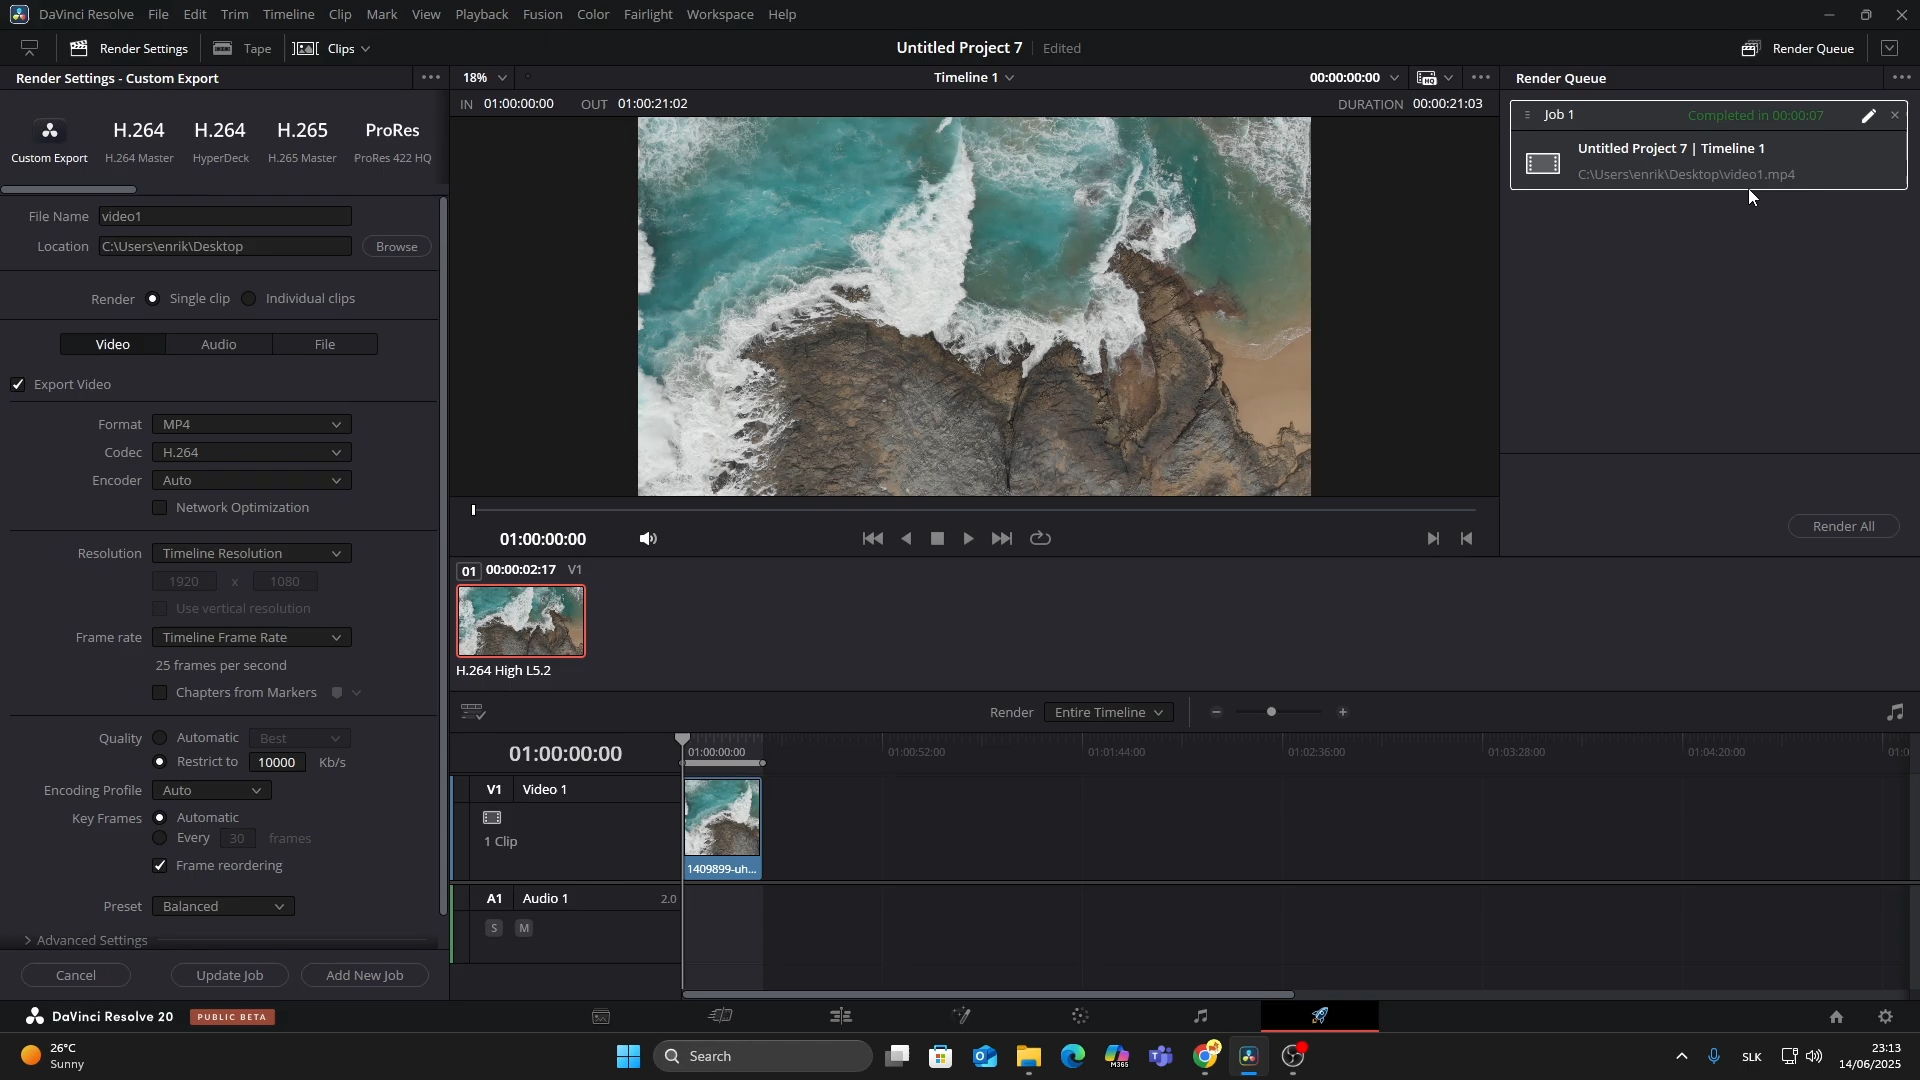 DaVinci Resolve File Edit Trim Timeline Clip Mark View Playback Fusion Color Fairlight Workspace Help
Render Settings Tape Clips Untitled Project 7 Edited Render Queue
Render Settings - Custom Export 18% Timeline 1 00:00:00:00 Render Queue
IN 01:00:00:00 OUT 01:00:21:02 DURATION 00:00:21:03
Job 1 Completed in 00:00:07
Untitled Project 7 | Timeline 1
C:\Users\enrik\Desktop\video1.mp4
H.264 H.264 H.265 ProRes
Custom Export H.264 Master HyperDeck H.265 Master ProRes 422 HQ
File Name video1
Location C:\Users\enrik\Desktop Browse
Render Single clip Individual clips
Video Audio File
Export Video
Format MP4
Codec H.264
Encoder Auto
Network Optimization
Render All
01:00:00:00
Resolution Timeline Resolution
1920 x 1080
Use vertical resolution
Frame rate Timeline Frame Rate
25 frames per second
Chapters from Markers
01 00:00:02:17 V1
H.264 High L5.2
Render Entire Timeline
Quality Automatic Best
Restrict to 10000 Kb/s
Encoding Profile Auto
Key Frames Automatic
Every 30 frames
Frame reordering
Preset Balanced
Advanced Settings
Cancel Update Job Add New Job
01:00:00:00 01:00:00:00 01:00:52:00 01:01:44:00 01:02:36:00 01:03:28:00 01:04:20:00 01:0
V1 Video 1
1 Clip
1409899-uh...
A1 Audio 1 2.0
S M
DaVinci Resolve 20 PUBLIC BETA
26°C
Sunny
Search
M365
SLK
23:13
14/06/2025